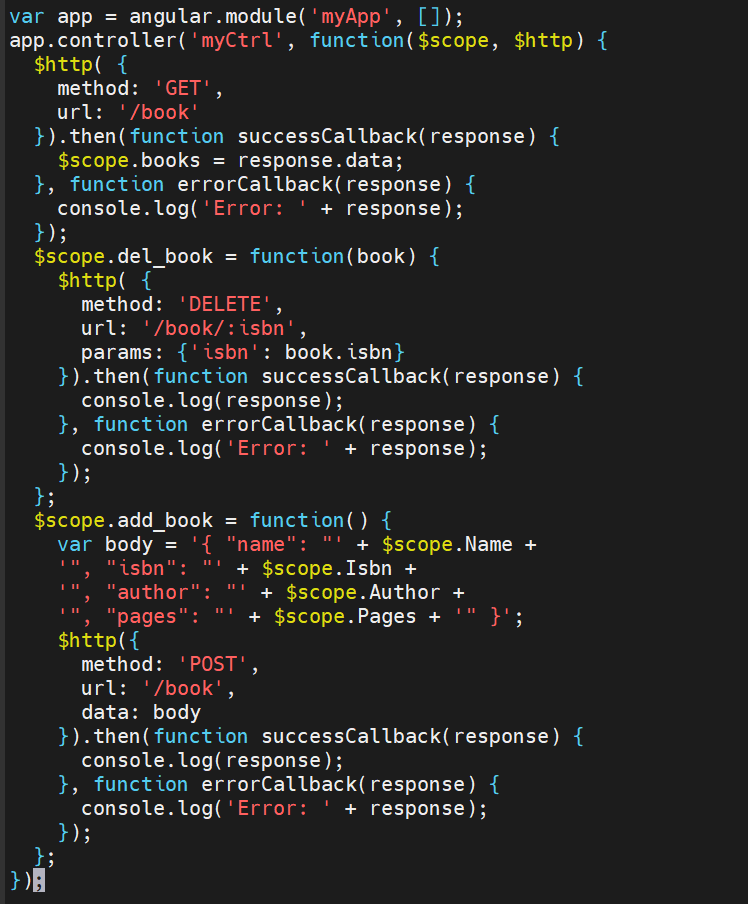 var app = angular.module('myApp', []);
app.controller('myCtrl', function($scope, $http) {
  $http( {
    method: 'GET',
    url: '/book'
  }).then(function successCallback(response) {
    $scope.books = response.data;
  }, function errorCallback(response) {
    console.log('Error: ' + response);
  });
  $scope.del_book = function(book) {
    $http( {
      method: 'DELETE',
      url: '/book/:isbn',
      params: {'isbn': book.isbn}
    }).then(function successCallback(response) {
      console.log(response);
    }, function errorCallback(response) {
      console.log('Error: ' + response);
    });
  };
  $scope.add_book = function() {
    var body = '{ "name": "' + $scope.Name +
    '", "isbn": "' + $scope.Isbn +
    '", "author": "' + $scope.Author +
    '", "pages": "' + $scope.Pages + '" }';
    $http({
      method: 'POST',
      url: '/book',
      data: body
    }).then(function successCallback(response) {
      console.log(response);
    }, function errorCallback(response) {
      console.log('Error: ' + response);
    });
  };
});